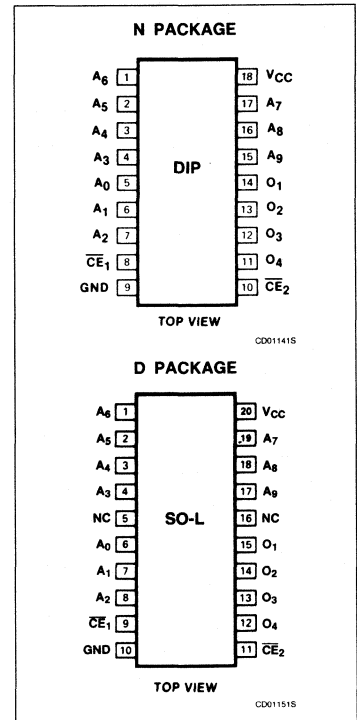 N PACKAGE
A6 1 18 VCC
A5 2 17 A7
A4 3 16 A8
A3 4 15 A9
DIP
A0 5 14 O1
A1 6 13 O2
A2 7 12 O3
CE1 8 11 O4
GND 9 10 CE2
TOP VIEW
CD01141S
D PACKAGE
A6 1 20 VCC
A5 2 19 A7
A4 3 18 A8
A3 4 17 A9
NC 5 SO-L 16 NC
A0 6 15 O1
A1 7 14 O2
A2 8 13 O3
CE1 9 12 O4
GND 10 11 CE2
TOP VIEW
CD01151S